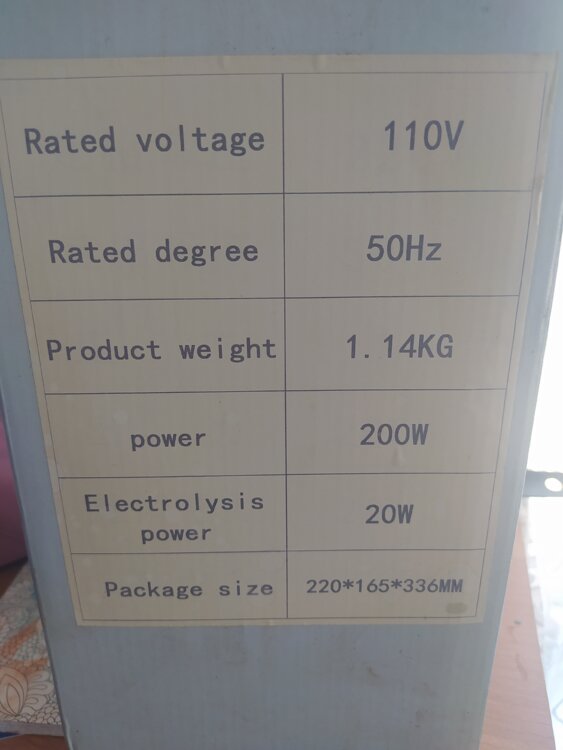 Rated voltage 110V
Rated degree 50Hz
Product weight 1.14KG
power 200W
Electrolysis
power 20W
Package size 220*165*336MM